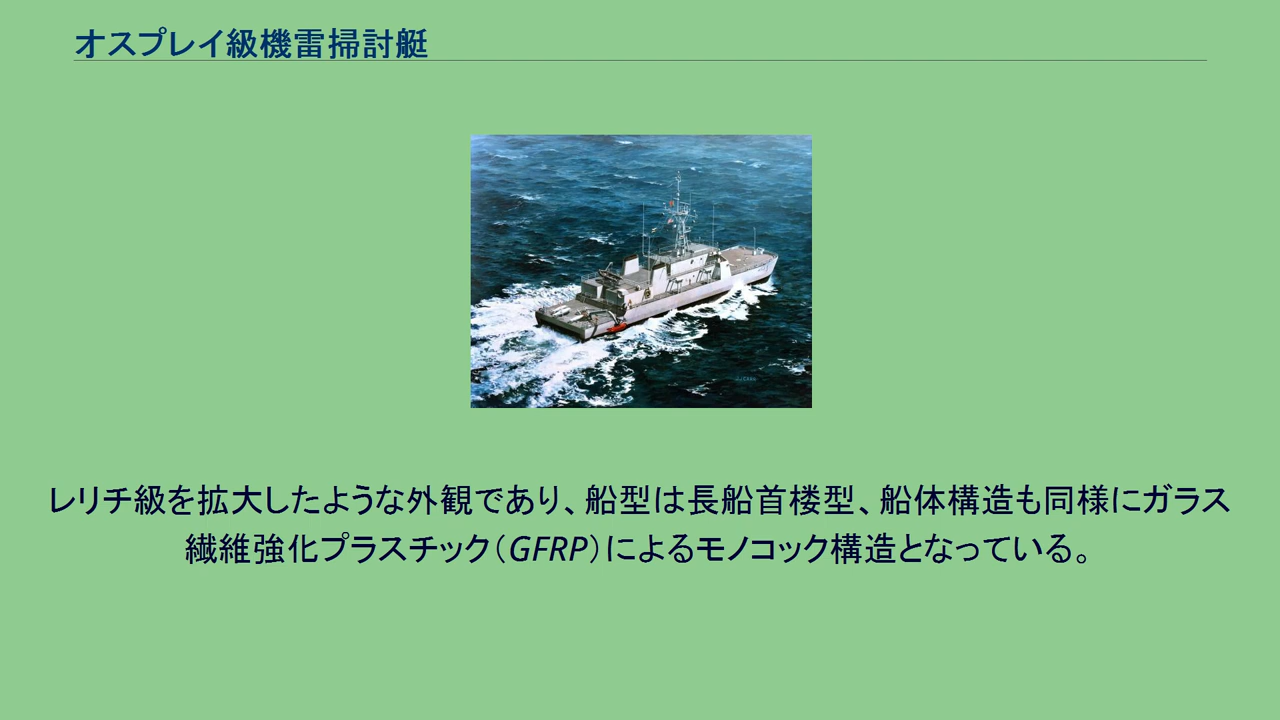 オスプレイ級機雷掃討艇
レリチ級を拡大したような外観であり、船型は長船首楼型、船体構造も同様にガラス
繊維強化プラスチック（GFRP）によるモノコック構造となっている。